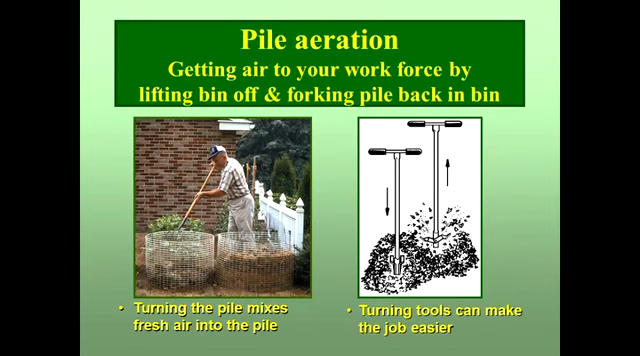 Pile aeration
Getting air to your work force by
lifting bin off & forking pile back in bin
• Turning the pile mixes
fresh air into the pile
• Turning tools can make
the job easier